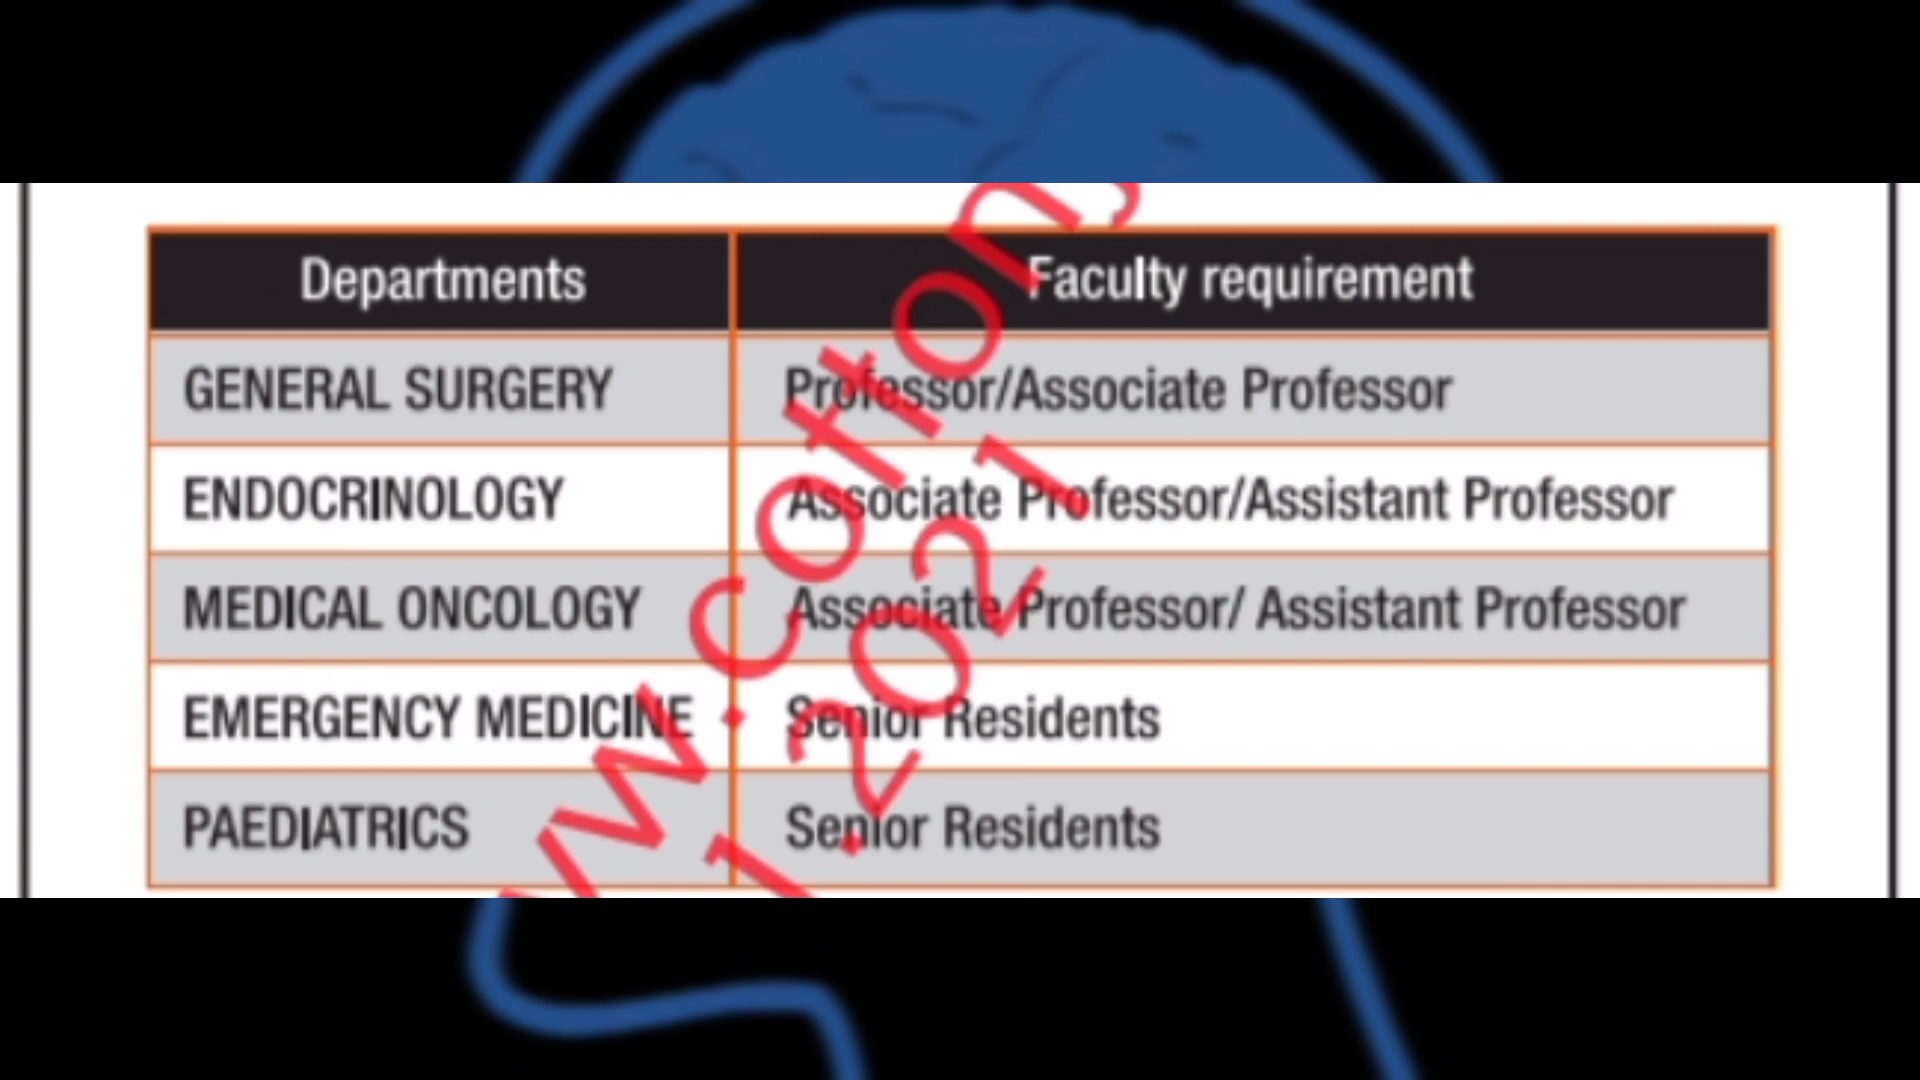 Departments Faculty requirement
GENERAL SURGERY Professor/Associate Professor
ENDOCRINOLOGY Associate Professor/Assistant Professor
MEDICAL ONCOLOGY Associate Professor/ Assistant Professor
EMERGENCY MEDICINE Senior Residents
PAEDIATRICS Senior Residents